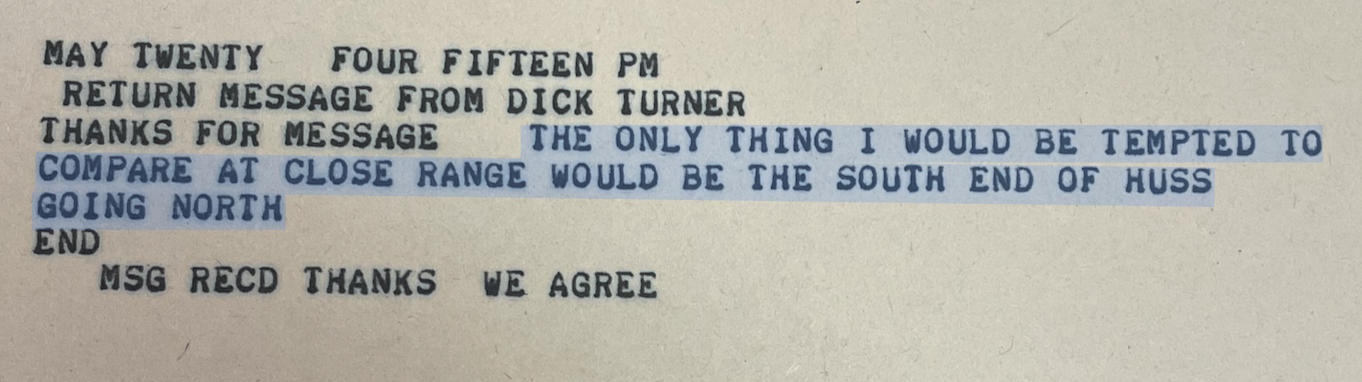 MAY TWENTY   FOUR FIFTEEN PM
RETURN MESSAGE FROM DICK TURNER
THANKS FOR MESSAGE    THE ONLY THING I WOULD BE TEMPTED TO
COMPARE AT CLOSE RANGE WOULD BE THE SOUTH END OF HUSS
GOING NORTH
END
MSG RECD THANKS  WE AGREE